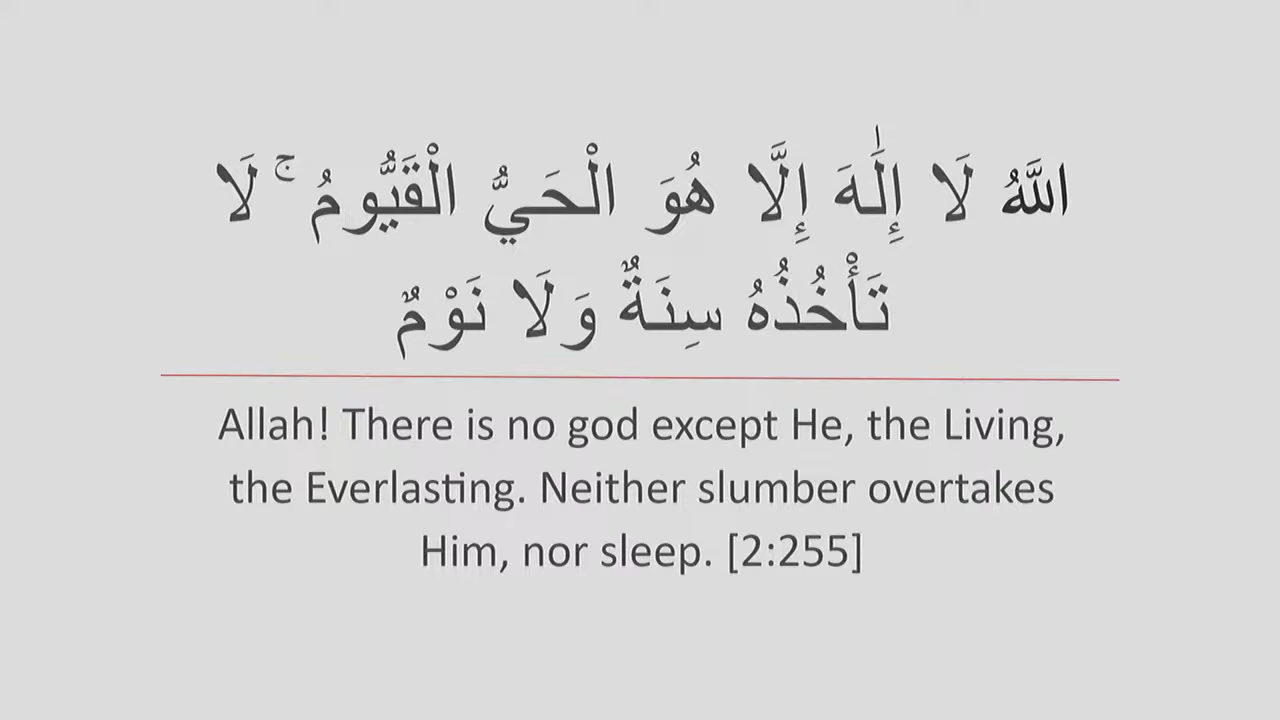 اللَّهُ لَا إِلَٰهَ إِلَّا هُوَ الْحَيُّ الْقَيُّومُ ۚ لَا
تَأْخُذُهُ سِنَةٌ وَلَا نَوْمٌ
Allah! There is no god except He, the Living,
the Everlasting. Neither slumber overtakes
Him, nor sleep. [2:255]